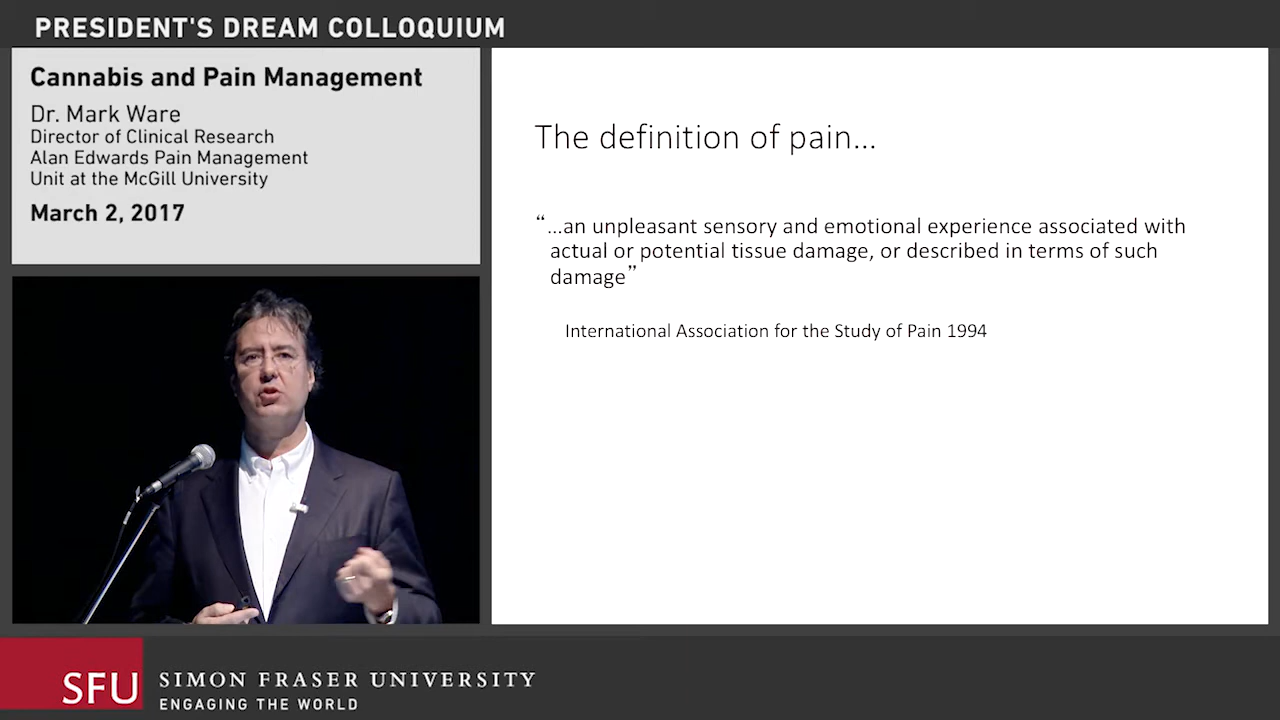 PRESIDENT'S DREAM COLLOQUIUM
Cannabis and Pain Management
Dr. Mark Ware
Director of Clinical Research
Alan Edwards Pain Management
Unit at the McGill University
March 2, 2017
The definition of pain...
“...an unpleasant sensory and emotional experience associated with
actual or potential tissue damage, or described in terms of such
damage”
International Association for the Study of Pain 1994
SFU
SIMON FRASER UNIVERSITY
ENGAGING THE WORLD